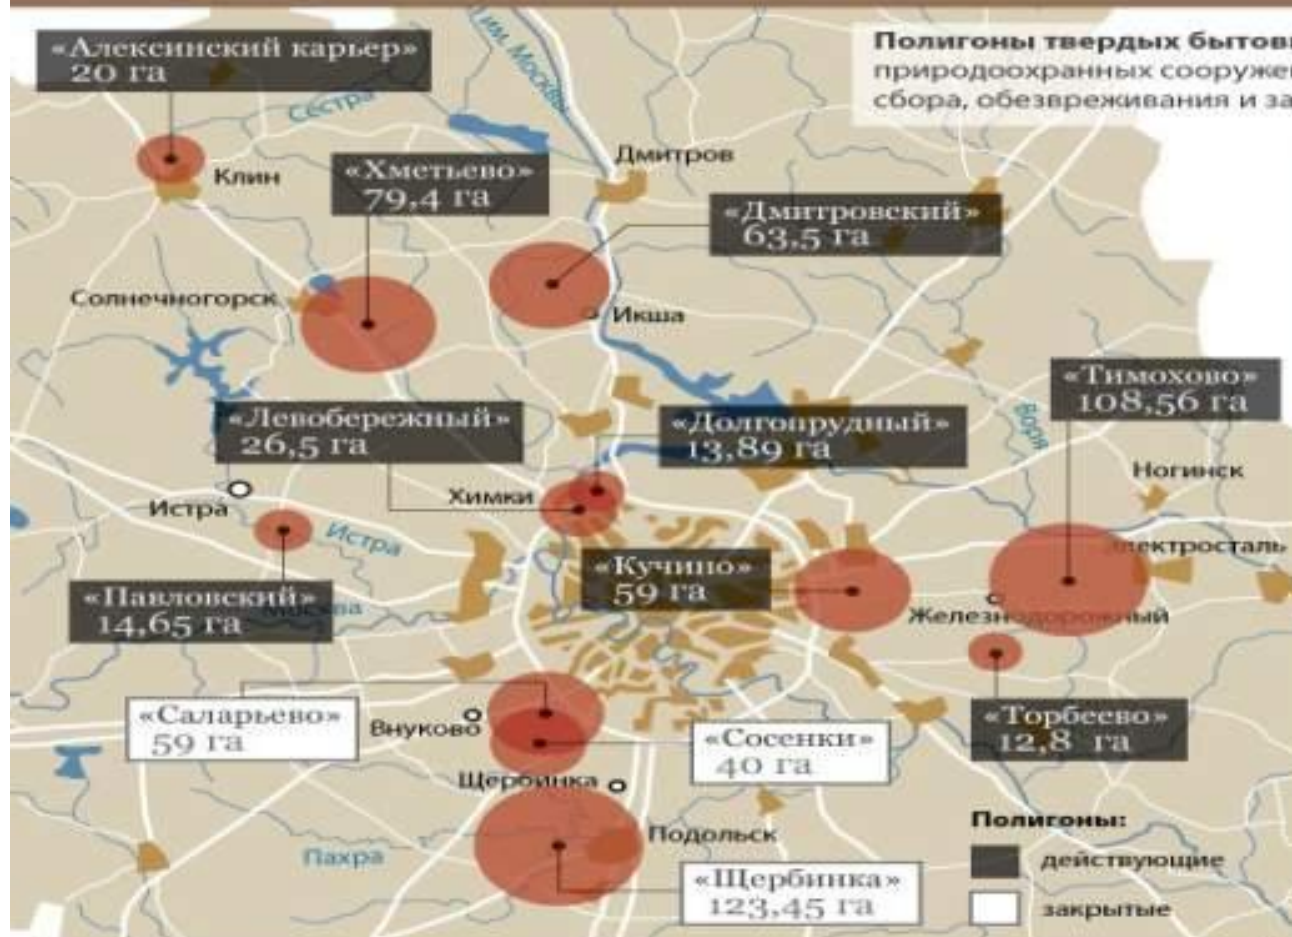 «Алексинский карьер»
20 га
Сестра
им. Москвы
Полигоны твердых
природоохранных
сбора, обезвреживания и
Дмитров
Клин
«Хметьево»
79,4 га
«Дмитровский»
63,5 га
Солнечногорск
Икша
«Тимохово»
108,56 га
«Левобережный»
26,5 га
«Долгопрудный»
13,89 га
Воря
Ногинск
Химки
Истра
Истра
«Кучино»
59 га
лектросталь
«Павловский»
14,65 га
Москва
Железнодорожный
«Саларьево»
59 га
Внуково
«Сосенки»
40 га
«Торбеево»
12,8 га
Щербинка
Подольск
Пахра
«Щербинка»
123,45 га
Полигоны:
действующие
закрытые